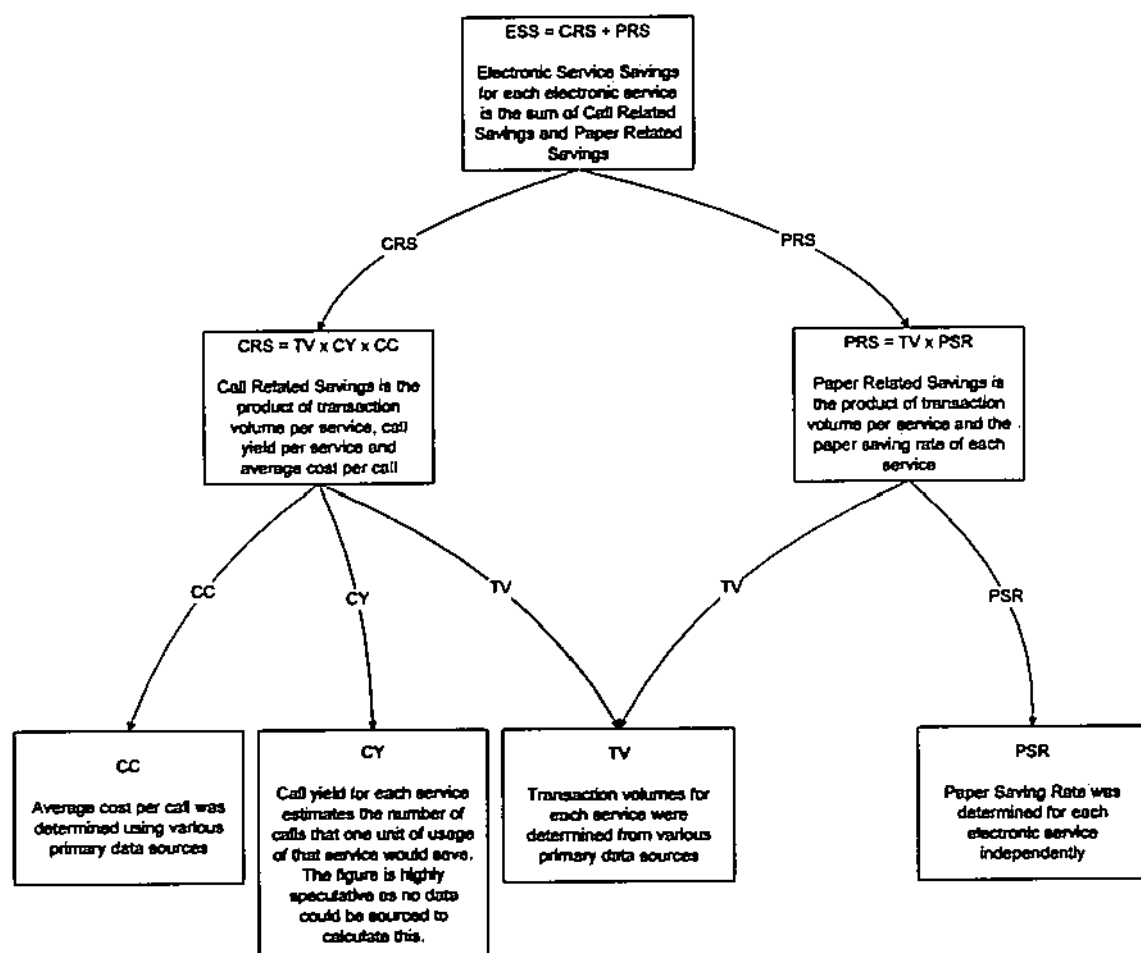 ESS = CRS + PRS
Electronic Service Savings
for each electronic service
is the sum of Call Related
Savings and Paper Related
Savings
CRS
PRS
CRS = TV x CY x CC
Call Related Savings is the
product of transaction
volume per service, call
yield per service and
average cost per call
PRS = TV x PSR
Paper Related Savings is
the product of transaction
volume per service and the
paper saving rate of each
service
CC
CY
TV
TV
PSR
CC
Average cost per call was
determined using various
primary data sources
CY
Call yield for each service
estimates the number of
calls that one unit of usage
of that service would save.
The figure is highly
speculative as no data
could be sourced to
calculate this.
TV
Transaction volumes for
each service were
determined from various
primary data sources
PSR
Paper Saving Rate was
determined for each
electronic service
independently